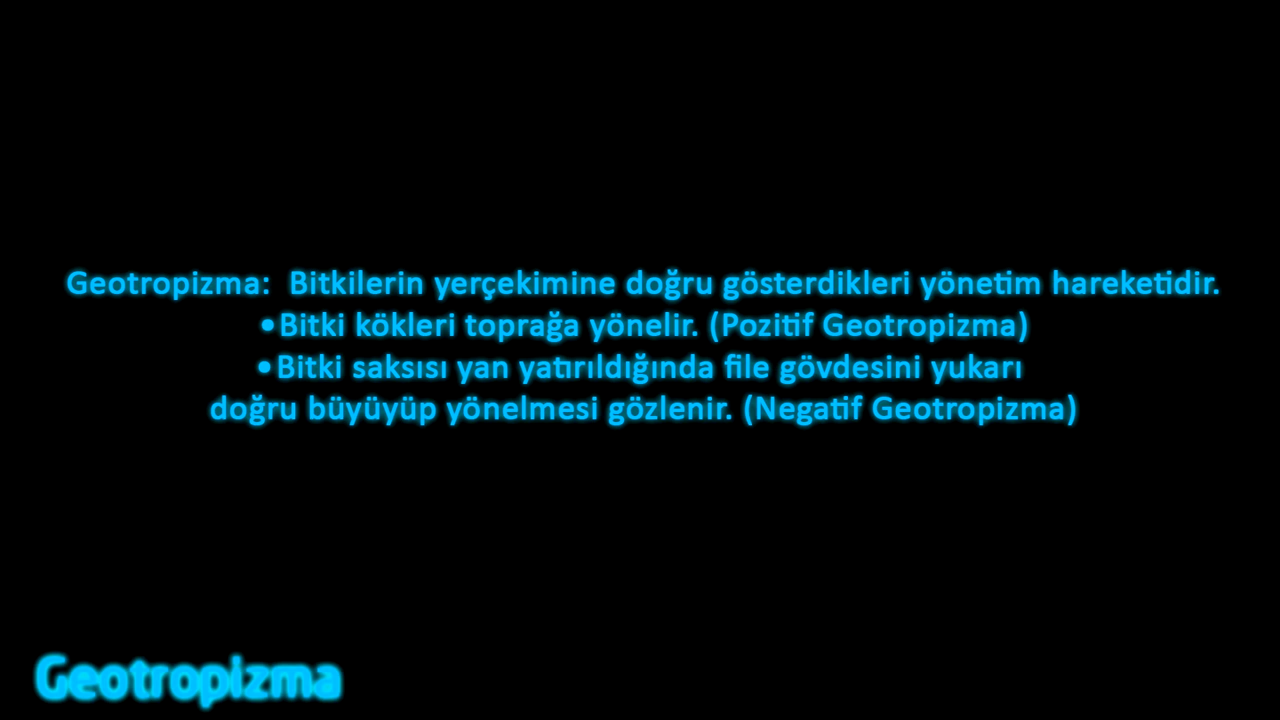 Geotropizma:  Bitkilerin yerçekimine doğru gösterdikleri yönetim hareketidir.
•Bitki kökleri toprağa yönelir. (Pozitif Geotropizma)
•Bitki saksısı yan yatırıldığında file gövdesini yukarı
doğru büyüyüp yönelmesi gözlenir. (Negatif Geotropizma)
Geotropizma